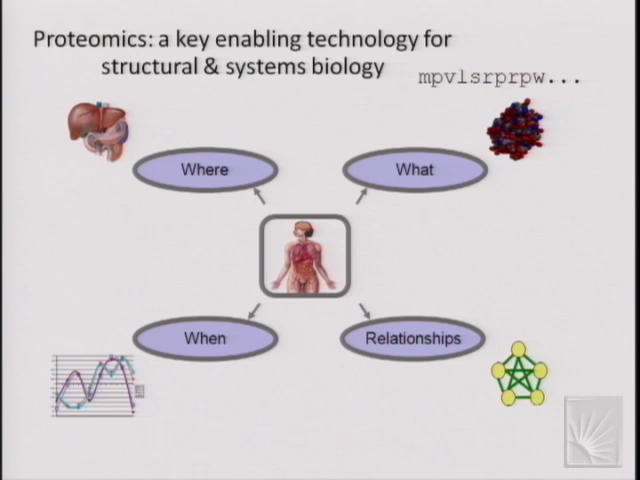 Proteomics: a key enabling technology for
structural & systems biology
mpvlsrprpw...
Where
What
When
Relationships